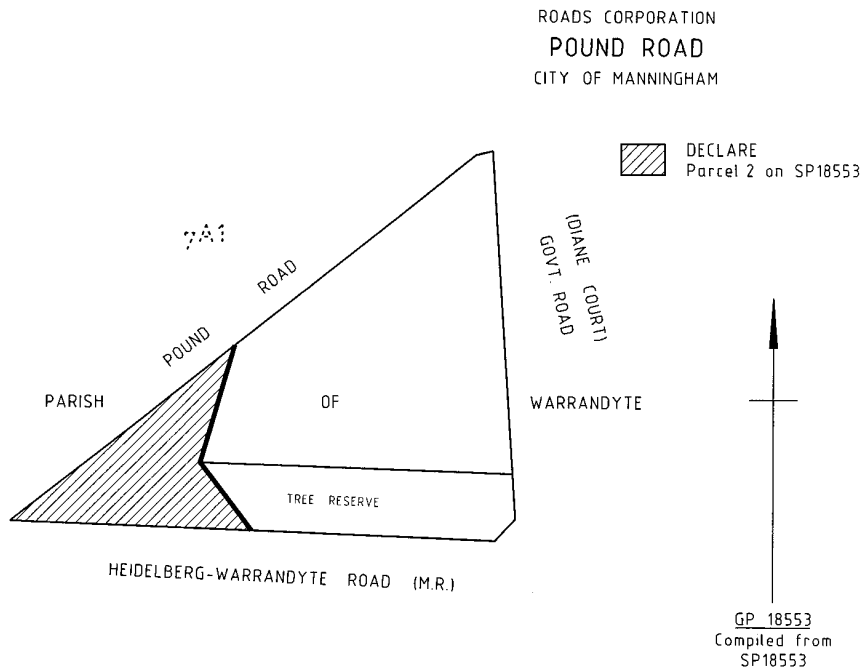 ROADS CORPORATION
POUND ROAD
CITY OF MANNINGHAM
DECLARE
Parcel 2 on SP18553
7A1
(DIANE COURT)
GOVT. ROAD
POUND ROAD
PARISH OF WARRANDYTE
TREE RESERVE
HEIDELBERG-WARRANDYTE ROAD (M.R.)
GP 18553
Compiled from
SP18553